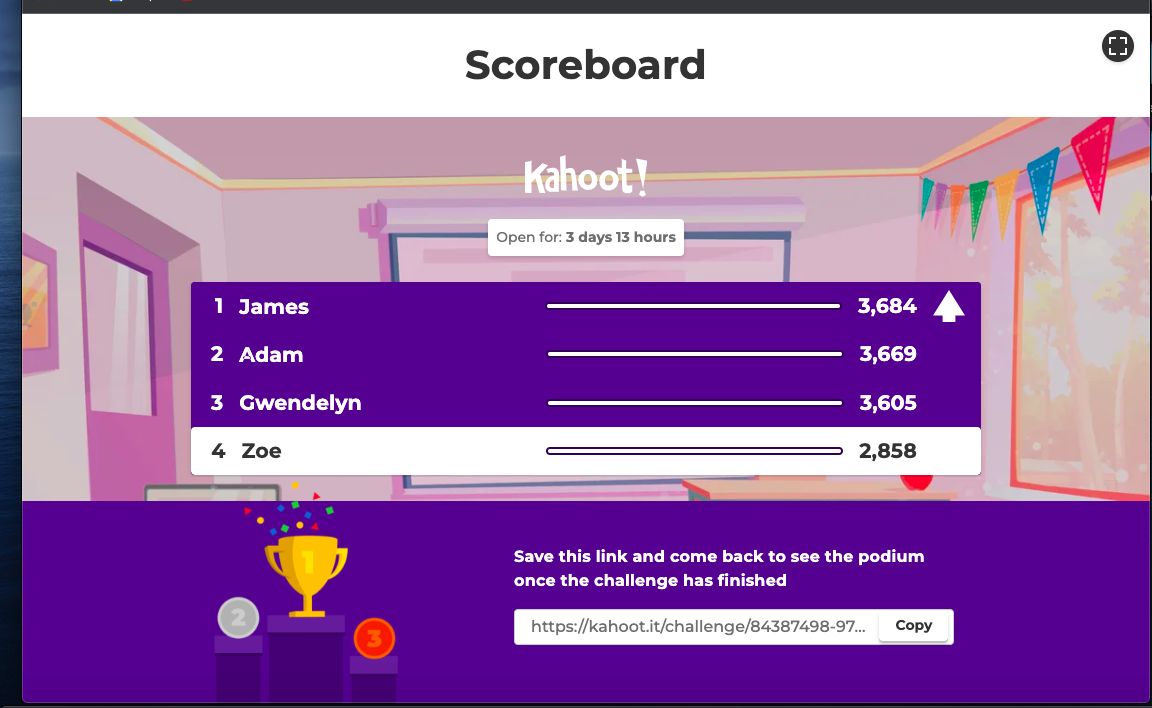 Scoreboard
Kahoot!
Open for: 3 days 13 hours
1 James 3,684
2 Adam 3,669
3 Gwendelyn 3,605
4 Zoe 2,858
1
2
3
Save this link and come back to see the podium
once the challenge has finished
https://kahoot.it/challenge/84387498-97... Copy